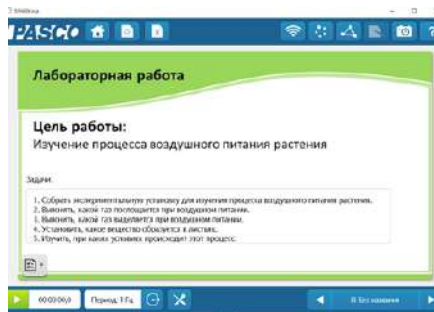 SPARKvue
PASCO
Лабораторная работа
Цель работы:
Изучение процесса воздушного питания растения
Задачи:
1. Собрать экспериментальную установку для изучения процесса воздушного питания растения.
2. Выяснить, какой газ поглощается при воздушном питании.
3. Выяснить, какой газ выделяется при воздушном питании.
4. Установить, какое вещество образуется в листьях.
5. Изучить, при каких условиях происходит этот процесс.
00:00:00,0
Период: 1 Гц
8: Без названия